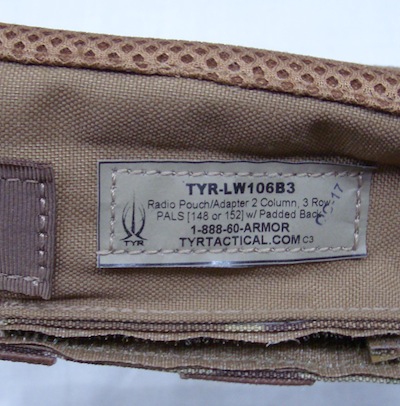 TYR-LW106B3
Radio Pouch/Adapter 2 Column, 3 Row
PALS [148 or 152] w/ Padded Back
1-888-60-ARMOR
TYRTACTICAL.COM C3
TYR